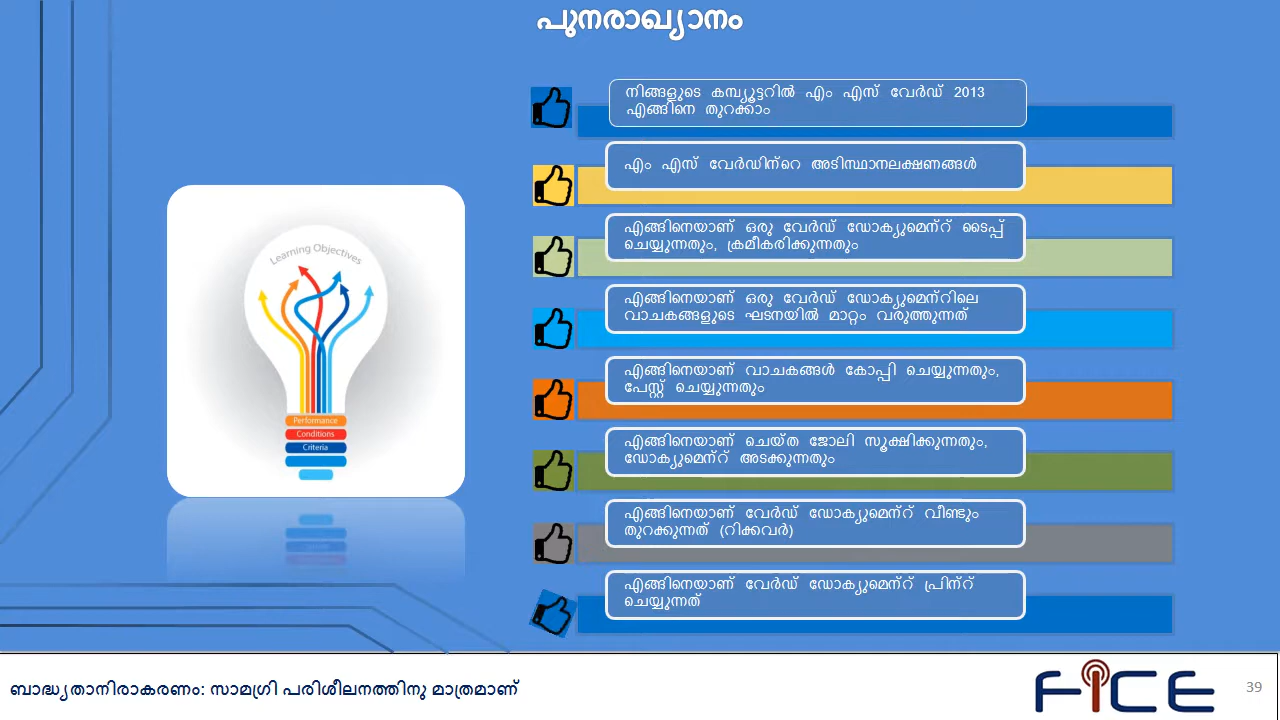 പുനരാഖ്യാനം
നിങ്ങളുടെ കമ്പ്യൂട്ടറിൽ എം എസ് വേർഡ് 2013
എങ്ങിനെ തുറക്കാം
എം എസ് വേർഡിന്റെ അടിസ്ഥാനലക്ഷണങ്ങൾ
എങ്ങിനെയാണ് ഒരു വേർഡ് ഡോക്യുമെന്റ് ടൈപ്പ്
ചെയ്യുന്നതും, ക്രമീകരിക്കുന്നതും
എങ്ങിനെയാണ് ഒരു വേർഡ് ഡോക്യുമെന്റിലെ
വാചകങ്ങളുടെ ഘടനയിൽ മാറ്റം വരുത്തുന്നത്
എങ്ങിനെയാണ് വാചകങ്ങൾ കോപ്പി ചെയ്യുന്നതും,
പേസ്റ്റ് ചെയ്യുന്നതും
എങ്ങിനെയാണ് ചെയ്ത ജോലി സൂക്ഷിക്കുന്നതും,
ഡോക്യുമെന്റ് അടക്കുന്നതും
എങ്ങിനെയാണ് വേർഡ് ഡോക്യുമെന്റ് വീണ്ടും
തുറക്കുന്നത് (റിക്കവർ)
എങ്ങിനെയാണ് വേർഡ് ഡോക്യുമെന്റ് പ്രിന്റ്
ചെയ്യുന്നത്
Learning Objectives
Performance
Conditions
Criteria
ബാദ്ധ്യതാനിരാകരണം: സാമഗ്രി പരിശീലനത്തിനു മാത്രമാണ്
FICE
39